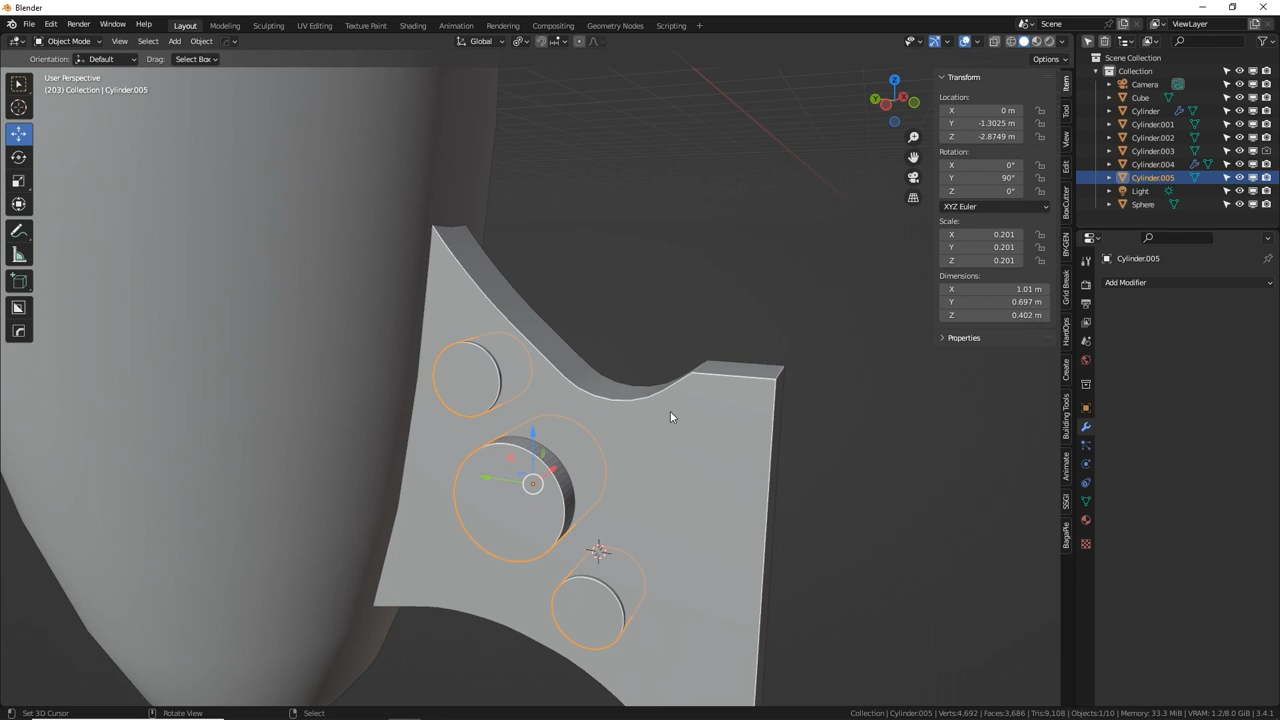 Blender
File Edit Render Window Help Layout Modeling Sculpting UV Editing Texture Paint Shading Animation Rendering Compositing Geometry Nodes Scripting + Scene ViewLayer
Object Mode View Select Add Object Global
Orientation: Default Drag: Select Box Options
User Perspective
(203) Collection | Cylinder.005
Z
Y
X
Transform
Location:
X 0 m
Y -1.3025 m
Z -2.8749 m
Rotation:
X 0°
Y 90°
Z 0°
XYZ Euler
Scale:
X 0.201
Y 0.201
Z 0.201
Dimensions:
X 1.01 m
Y 0.697 m
Z 0.402 m
Properties
Item
Tool
View
Edit
BoxCutter
BY-GEN
Grid Break
HardOps
Create
Building Tools
Animate
SSGI
BagaPie
Scene Collection
Collection
Camera
Cube
Cylinder
Cylinder.001
Cylinder.002
Cylinder.003
Cylinder.004
Cylinder.005
Light
Sphere
Cylinder.005
Add Modifier
Set 3D Cursor Rotate View Select Collection | Cylinder.005 | Verts:4,692 | Faces:3,686 | Tris:9,108 | Objects:1/10 | Memory: 33.3 MiB | VRAM: 1.2/8.0 GiB | 3.4.1